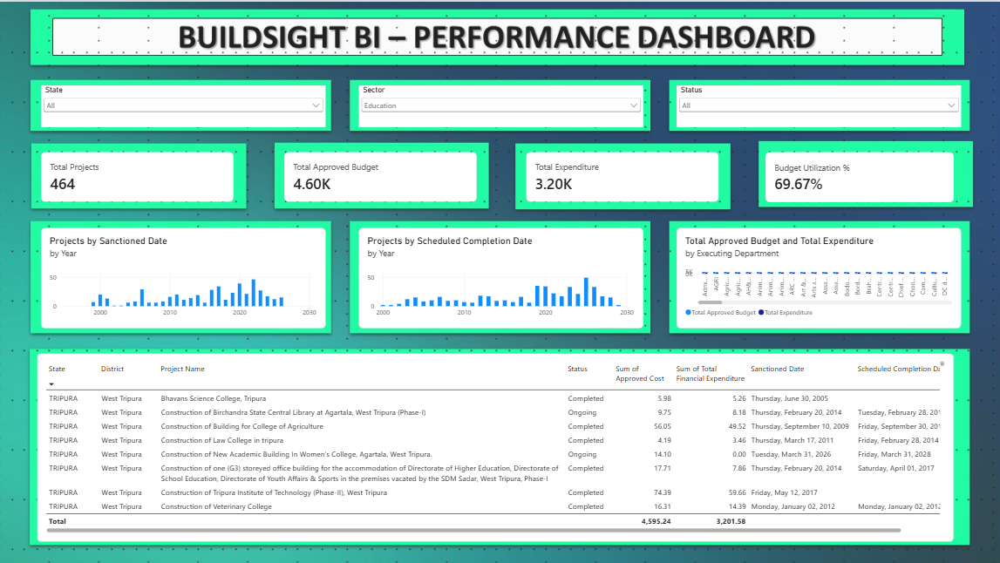 BUILDSIGHT BI – PERFORMANCE DASHBOARD
State
All
Sector
Education
Status
All
Total Projects
464
Total Approved Budget
4.60K
Total Expenditure
3.20K
Budget Utilization %
69.67%
Projects by Sanctioned Date
by Year
50
0
2000
2010
2020
2030
Projects by Scheduled Completion Date
by Year
50
0
2000
2010
2020
2030
Total Approved Budget and Total Expenditure
by Executing Department
5K
0K
Admi...
AGRI
Agric...
Agric...
AH&...
Anim...
Anim...
ARC ...
Art &...
Arts a...
Assa...
Assa...
Bodo...
Bord...
Brah...
Centr...
Centr...
Chief...
Choo...
Com...
Cultu...
DC d...
Total Approved Budget Total Expenditure
State District Project Name Status Sum of Approved Cost Sum of Total Financial Expenditure Sanctioned Date Scheduled Completion Da
TRIPURA West Tripura Bhavans Science College, Tripura Completed 5.98 5.26 Thursday, June 30, 2005
TRIPURA West Tripura Construction of Birchandra State Central Library at Agartala, West Tripura (Phase-I) Ongoing 9.75 8.18 Thursday, February 20, 2014 Tuesday, February 28, 201
TRIPURA West Tripura Construction of Building for College of Agriculture Completed 56.05 49.52 Thursday, September 10, 2009 Friday, September 30, 201
TRIPURA West Tripura Construction of Law College in tripura Completed 4.19 3.46 Thursday, March 17, 2011 Friday, February 28, 2014
TRIPURA West Tripura Construction of New Academic Building In Women's College, Agartala, West Tripura. Ongoing 14.10 0.00 Tuesday, March 31, 2026 Friday, March 31, 2028
TRIPURA West Tripura Construction of one (G3) storeyed office building for the accommodation of Directorate of Higher Education, Directorate of Completed 17.71 7.86 Thursday, February 20, 2014 Saturday, April 01, 2017
School Education, Directorate of Youth Affairs & Sports in the premises vacated by the SDM Sadar, West Tripura, Phase-I
TRIPURA West Tripura Construction of Tripura Institute of Technology (Phase-II), West Tripura Completed 74.39 59.66 Friday, May 12, 2017
TRIPURA West Tripura Construction of Veterinary College Completed 16.31 14.39 Monday, January 02, 2012 Monday, January 02, 2012
Total 4,595.24 3,201.58